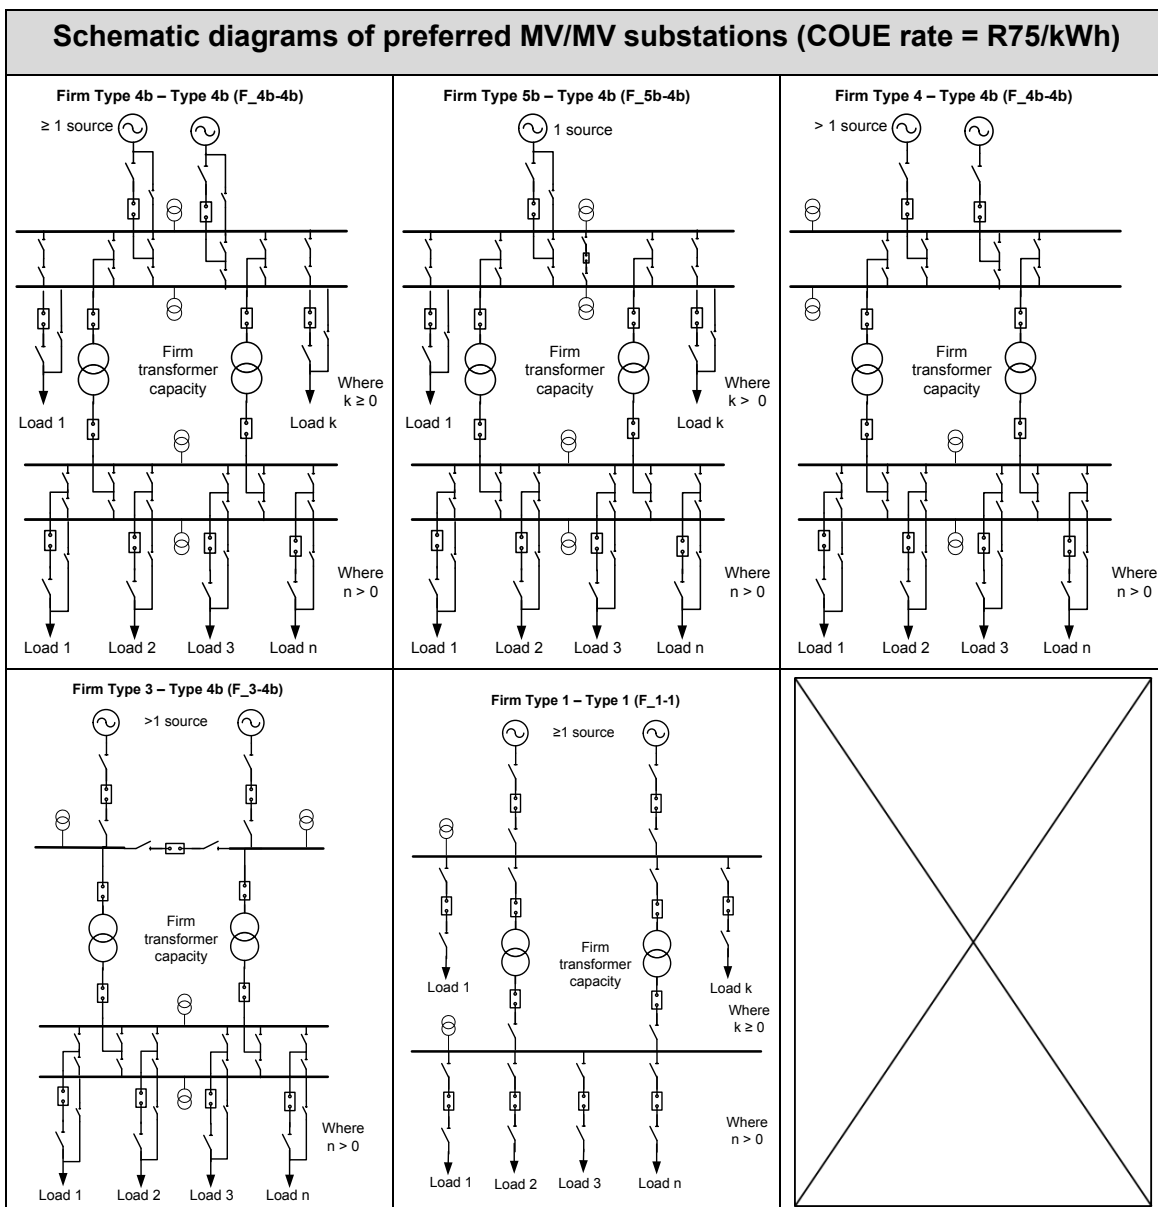 Schematic diagrams of preferred MV/MV substations (COUE rate = R75/kWh)
Firm Type 4b – Type 4b (F_4b-4b)
≥ 1 source
Firm
transformer
capacity
Where
k ≥ 0
Load 1
Load k
Where
n > 0
Load 1
Load 2
Load 3
Load n
Firm Type 5b – Type 4b (F_5b-4b)
1 source
Firm
transformer
capacity
Where
k > 0
Load 1
Load k
Where
n > 0
Load 1
Load 2
Load 3
Load n
Firm Type 4 – Type 4b (F_4b-4b)
> 1 source
Firm
transformer
capacity
Where
n > 0
Load 1
Load 2
Load 3
Load n
Firm Type 3 – Type 4b (F_3-4b)
>1 source
Firm
transformer
capacity
Where
n > 0
Load 1
Load 2
Load 3
Load n
Firm Type 1 – Type 1 (F_1-1)
≥1 source
Firm
transformer
capacity
Load 1
Load k
Where
k ≥ 0
Where
n > 0
Load 1
Load 2
Load 3
Load n